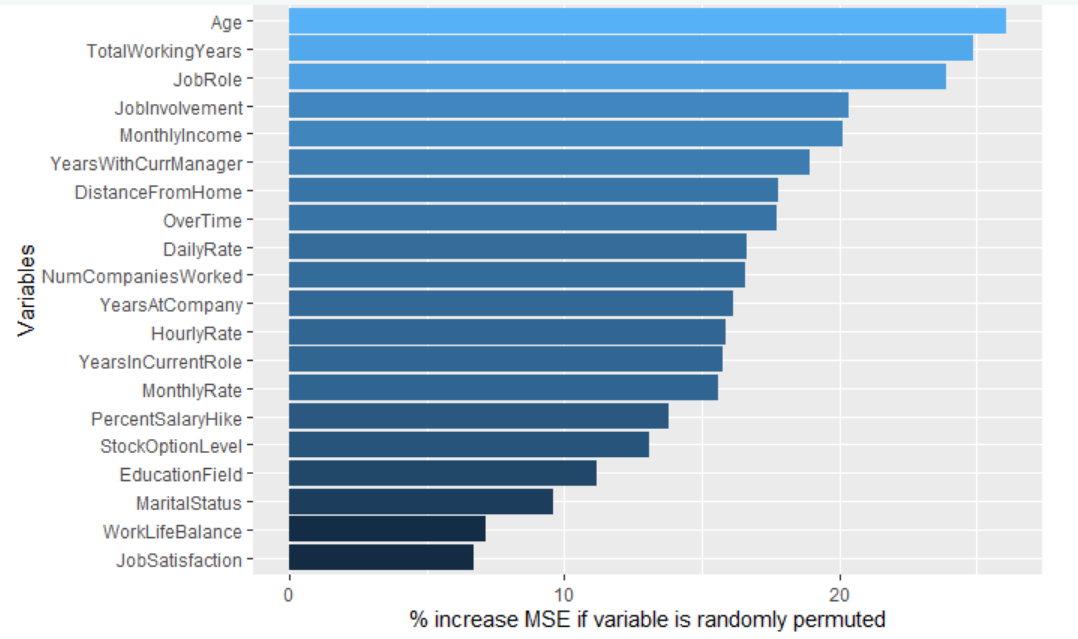 Age
TotalWorkingYears
JobRole
JobInvolvement
MonthlyIncome
YearsWithCurrManager
DistanceFromHome
OverTime
DailyRate
NumCompaniesWorked
YearsAtCompany
HourlyRate
YearsInCurrentRole
MonthlyRate
PercentSalaryHike
StockOptionLevel
EducationField
MaritalStatus
WorkLifeBalance
JobSatisfaction
Variables
0 10 20
% increase MSE if variable is randomly permuted